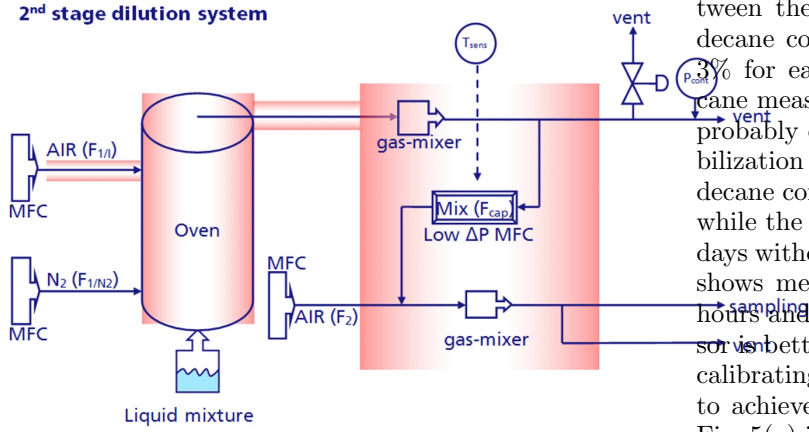 2nd stage dilution system
vent
Tsens
Pcont
vent
gas-mixer
AIR (F1/I)
MFC
Mix (Fcap)
Low ΔP MFC
Oven
N2 (F1/N2)
MFC
MFC
AIR (F2)
gas-mixer
sampling
vent
Liquid mixture
tween the
decane co
3% for ea
cane meas
probably
bilization
decane co
while the
days witho
shows me
hours and
sor is bett
calibrating
to achieve